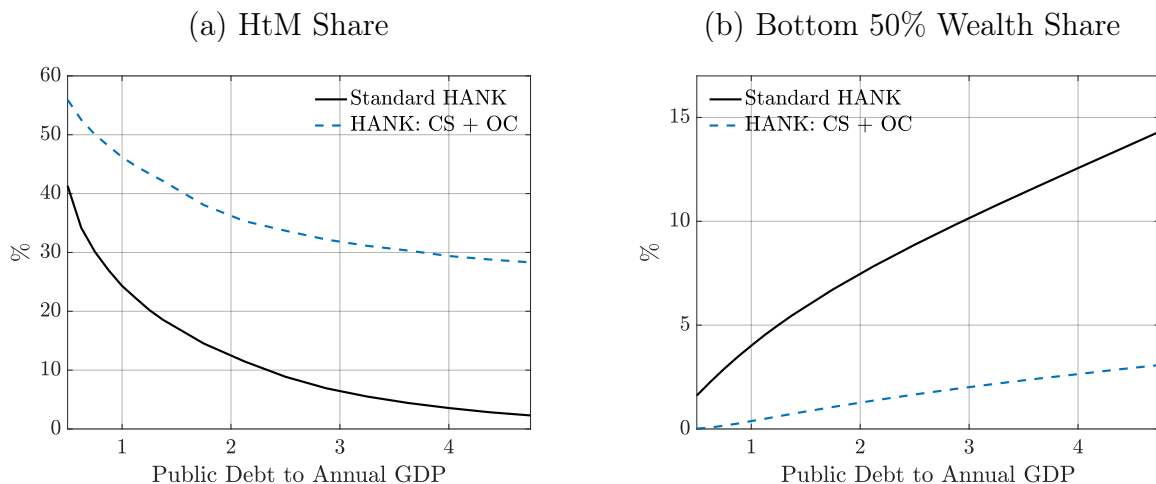 (a) HtM Share
60
50
40
30
20
10
0
%
1 2 3 4
Public Debt to Annual GDP
Standard HANK
HANK: CS + OC
(b) Bottom 50% Wealth Share
15
10
5
0
%
1 2 3 4
Public Debt to Annual GDP
Standard HANK
HANK: CS + OC